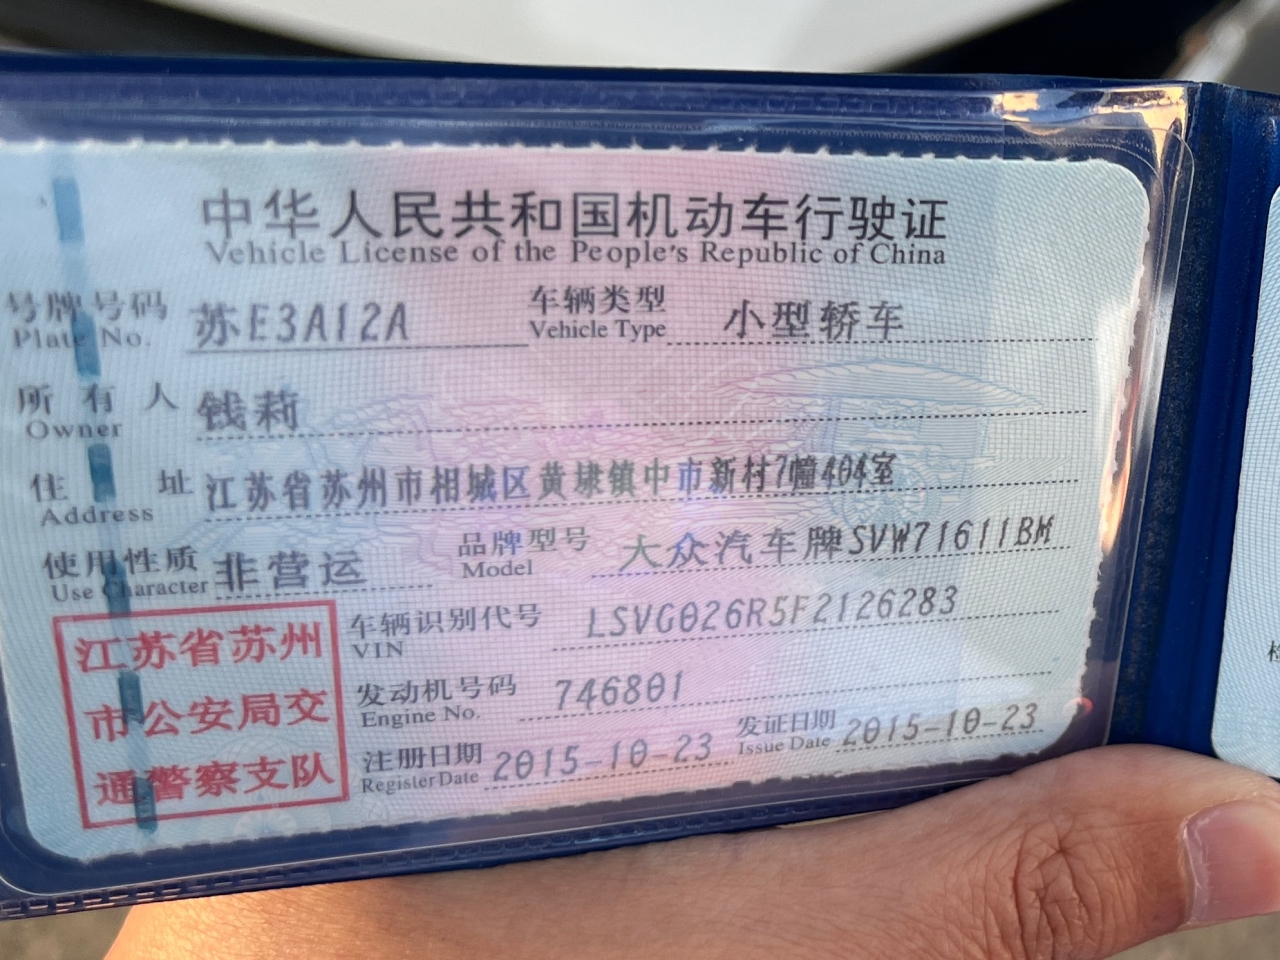 中华人民共和国机动车行驶证
Vehicle License of the People's Republic of China
号牌号码 苏E3A12A 车辆类型 小型轿车
Plate No. Vehicle Type
所有人 钱莉
Owner
住址 江苏省苏州市相城区黄埭镇中市新村7幢404室
Address
使用性质 非营运 品牌型号 大众汽车牌SVW71611BM
Use Character Model
江苏省苏州
市公安局交
通警察支队
车辆识别代号 LSVG026R5F2126283
VIN
发动机号码 746801
Engine No.
注册日期 2015-10-23 发证日期 2015-10-23
Register Date Issue Date
检